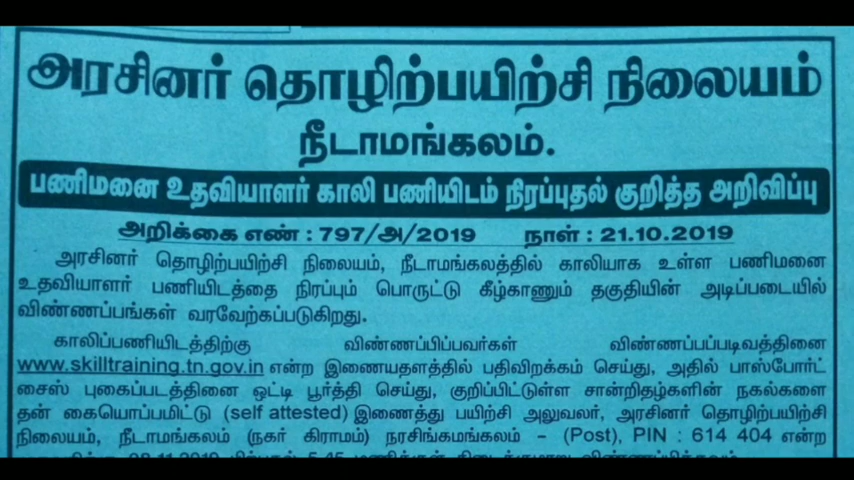 அரசினர் தொழிற்பயிற்சி நிலையம்
நீடாமங்கலம்.
பணிமனை உதவியாளர் காலி பணியிடம் நிரப்புதல் குறித்த அறிவிப்பு
அறிக்கை எண் : 797/அ/2019 நாள் : 21.10.2019
அரசினர் தொழிற்பயிற்சி நிலையம், நீடாமங்கலத்தில் காலியாக உள்ள பணிமனை
உதவியாளர் பணியிடத்தை நிரப்பும் பொருட்டு கீழ்காணும் தகுதியின் அடிப்படையில்
விண்ணப்பங்கள் வரவேற்கப்படுகிறது.
காலிப்பணியிடத்திற்கு விண்ணப்பிப்பவர்கள் விண்ணப்பப்படிவத்தினை
www.skilltraining.tn.gov.in என்ற இணையதளத்தில் பதிவிறக்கம் செய்து, அதில் பாஸ்போர்ட்
சைஸ் புகைப்படத்தினை ஒட்டி பூர்த்தி செய்து, குறிப்பிட்டுள்ள சான்றிதழ்களின் நகல்களை
தன் கையொப்பமிட்டு (self attested) இணைத்து பயிற்சி அலுவலர், அரசினர் தொழிற்பயிற்சி
நிலையம், நீடாமங்கலம் (நகர் கிராமம்) நரசிங்கமங்கலம் – (Post), PIN : 614 404 என்ற